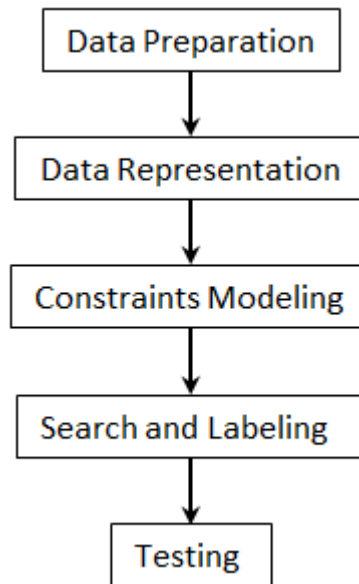 Data Preparation
Data Representation
Constraints Modeling
Search and Labeling
Testing